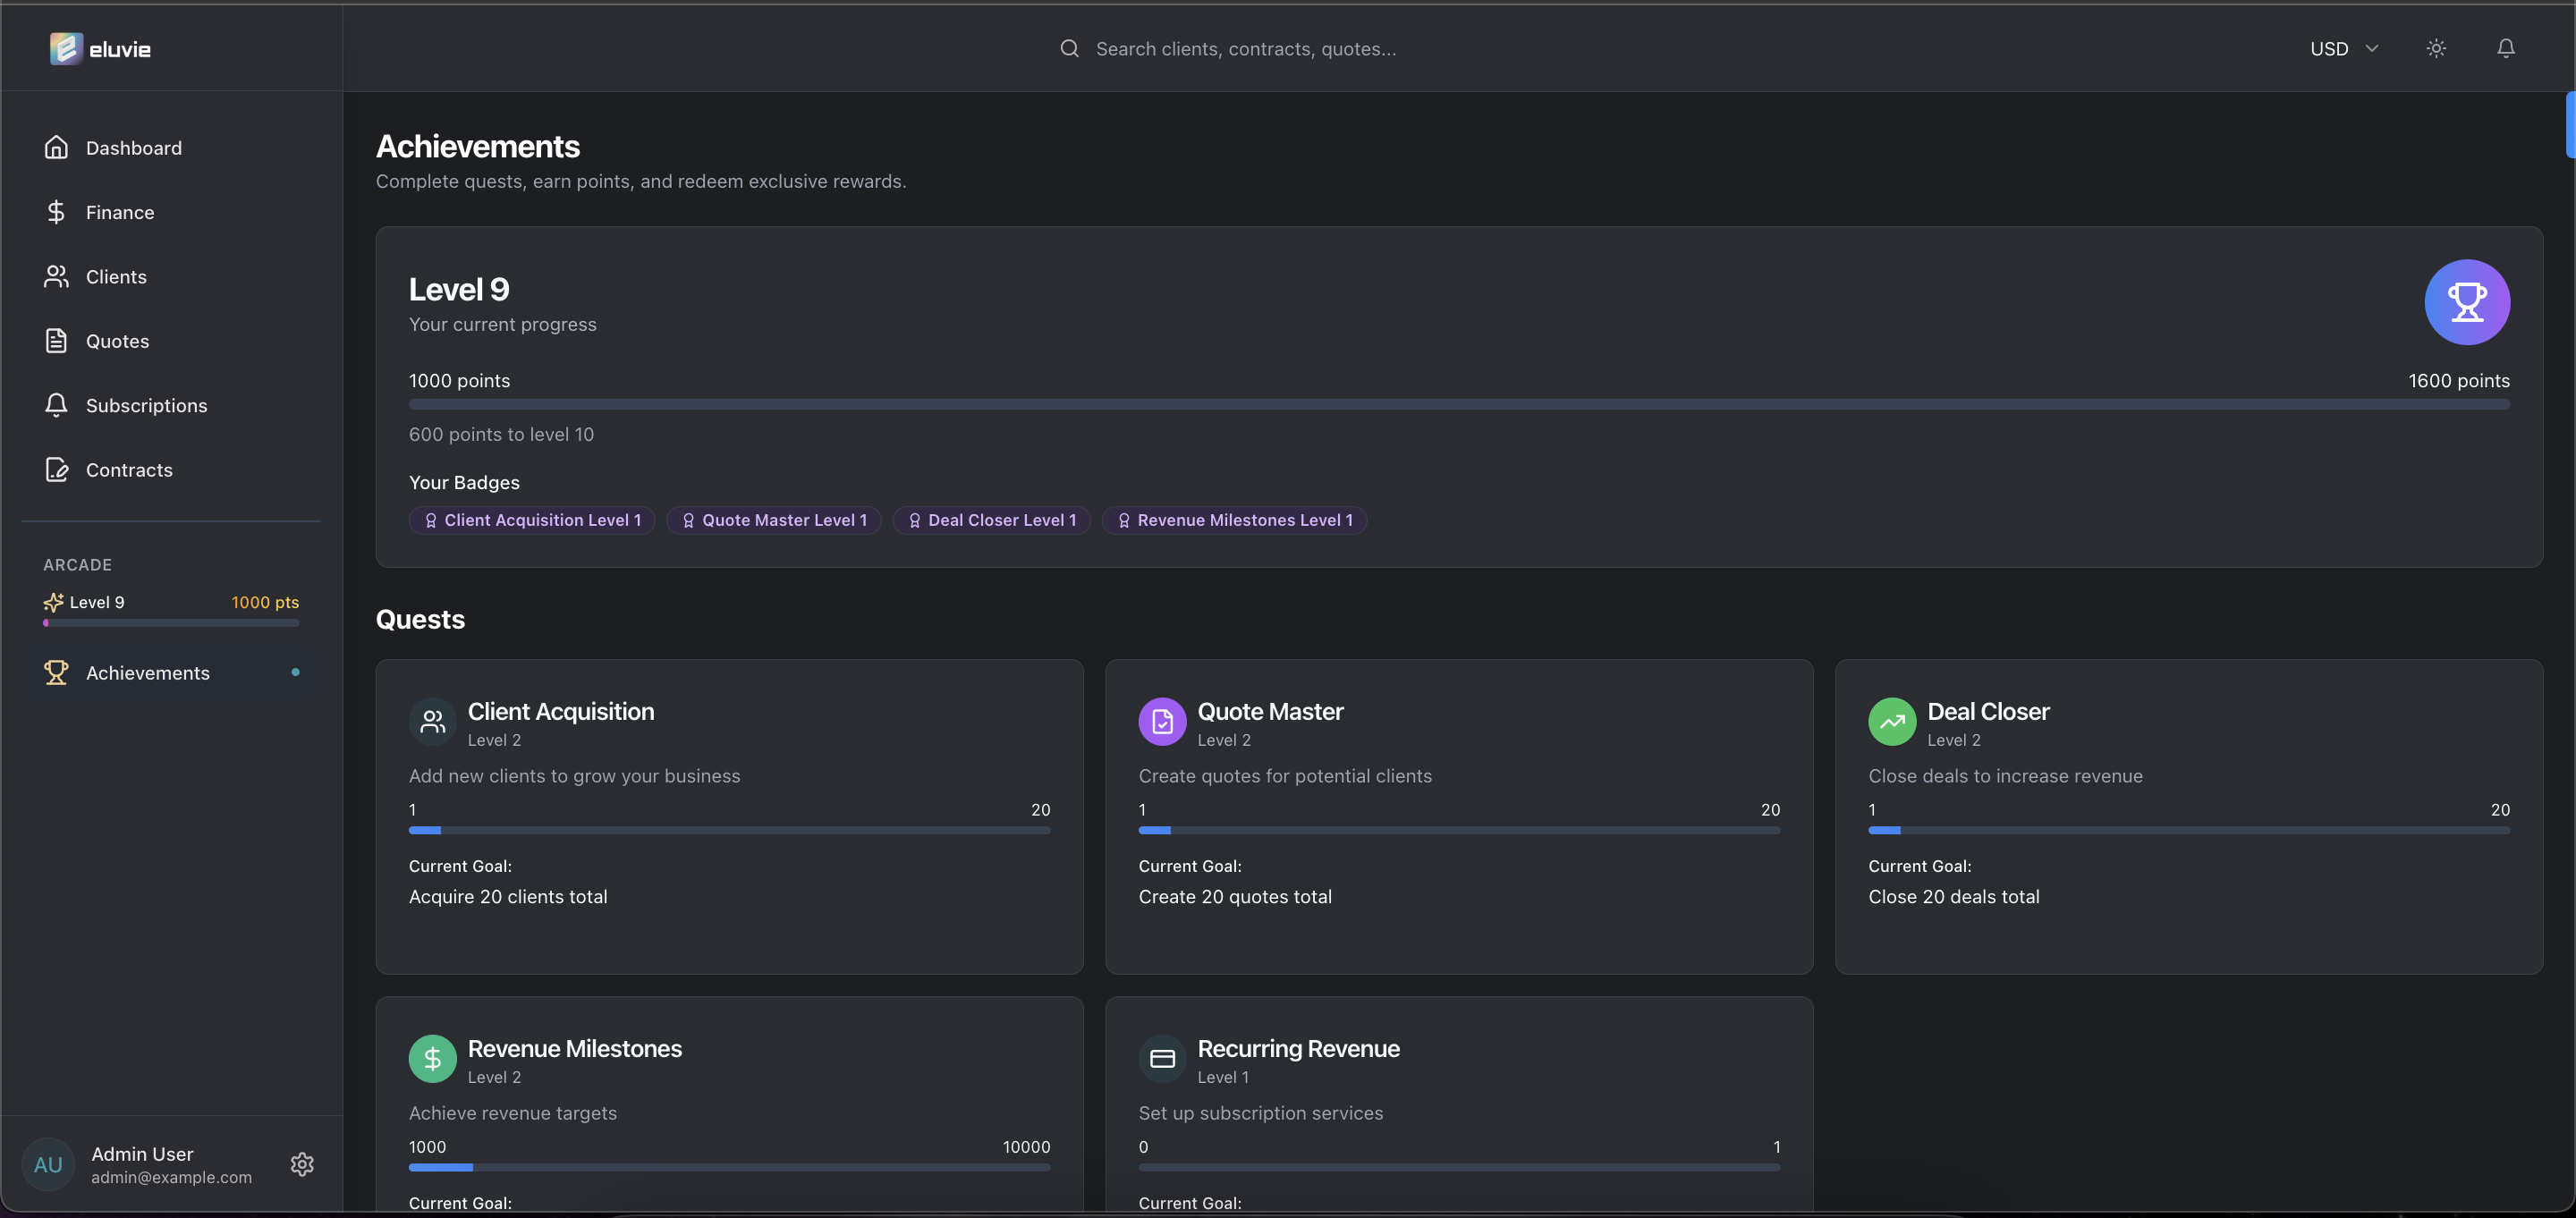 eluvie
Search clients, contracts, quotes...
USD
Dashboard
Finance
Clients
Quotes
Subscriptions
Contracts
ARCADE
Level 9
1000 pts
Achievements
Admin User
AU
admin@example.com
Achievements
Complete quests, earn points, and redeem exclusive rewards.
Level 9
Your current progress
1000 points
1600 points
600 points to level 10
Your Badges
Client Acquisition Level 1
Quote Master Level 1
Deal Closer Level 1
Revenue Milestones Level 1
Quests
Client Acquisition
Level 2
Add new clients to grow your business
1
20
Current Goal:
Acquire 20 clients total
Quote Master
Level 2
Create quotes for potential clients
1
20
Current Goal:
Create 20 quotes total
Deal Closer
Level 2
Close deals to increase revenue
1
20
Current Goal:
Close 20 deals total
Revenue Milestones
Level 2
Achieve revenue targets
1000
10000
Current Goal:
Recurring Revenue
Level 1
Set up subscription services
0
1
Current Goal: